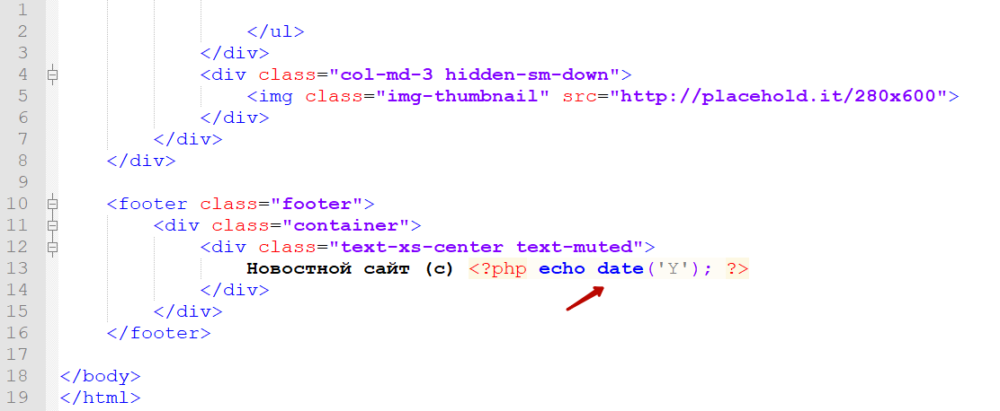 1
2 </ul>
3 </div>
4 <div class="col-md-3 hidden-sm-down">
5 <img class="img-thumbnail" src="http://placehold.it/280x600">
6 </div>
7 </div>
8 </div>
9
10 <footer class="footer">
11 <div class="container">
12 <div class="text-xs-center text-muted">
13 Новостной сайт (c) <?php echo date('Y'); ?>
14 </div>
15 </div>
16 </footer>
17
18 </body>
19 </html>